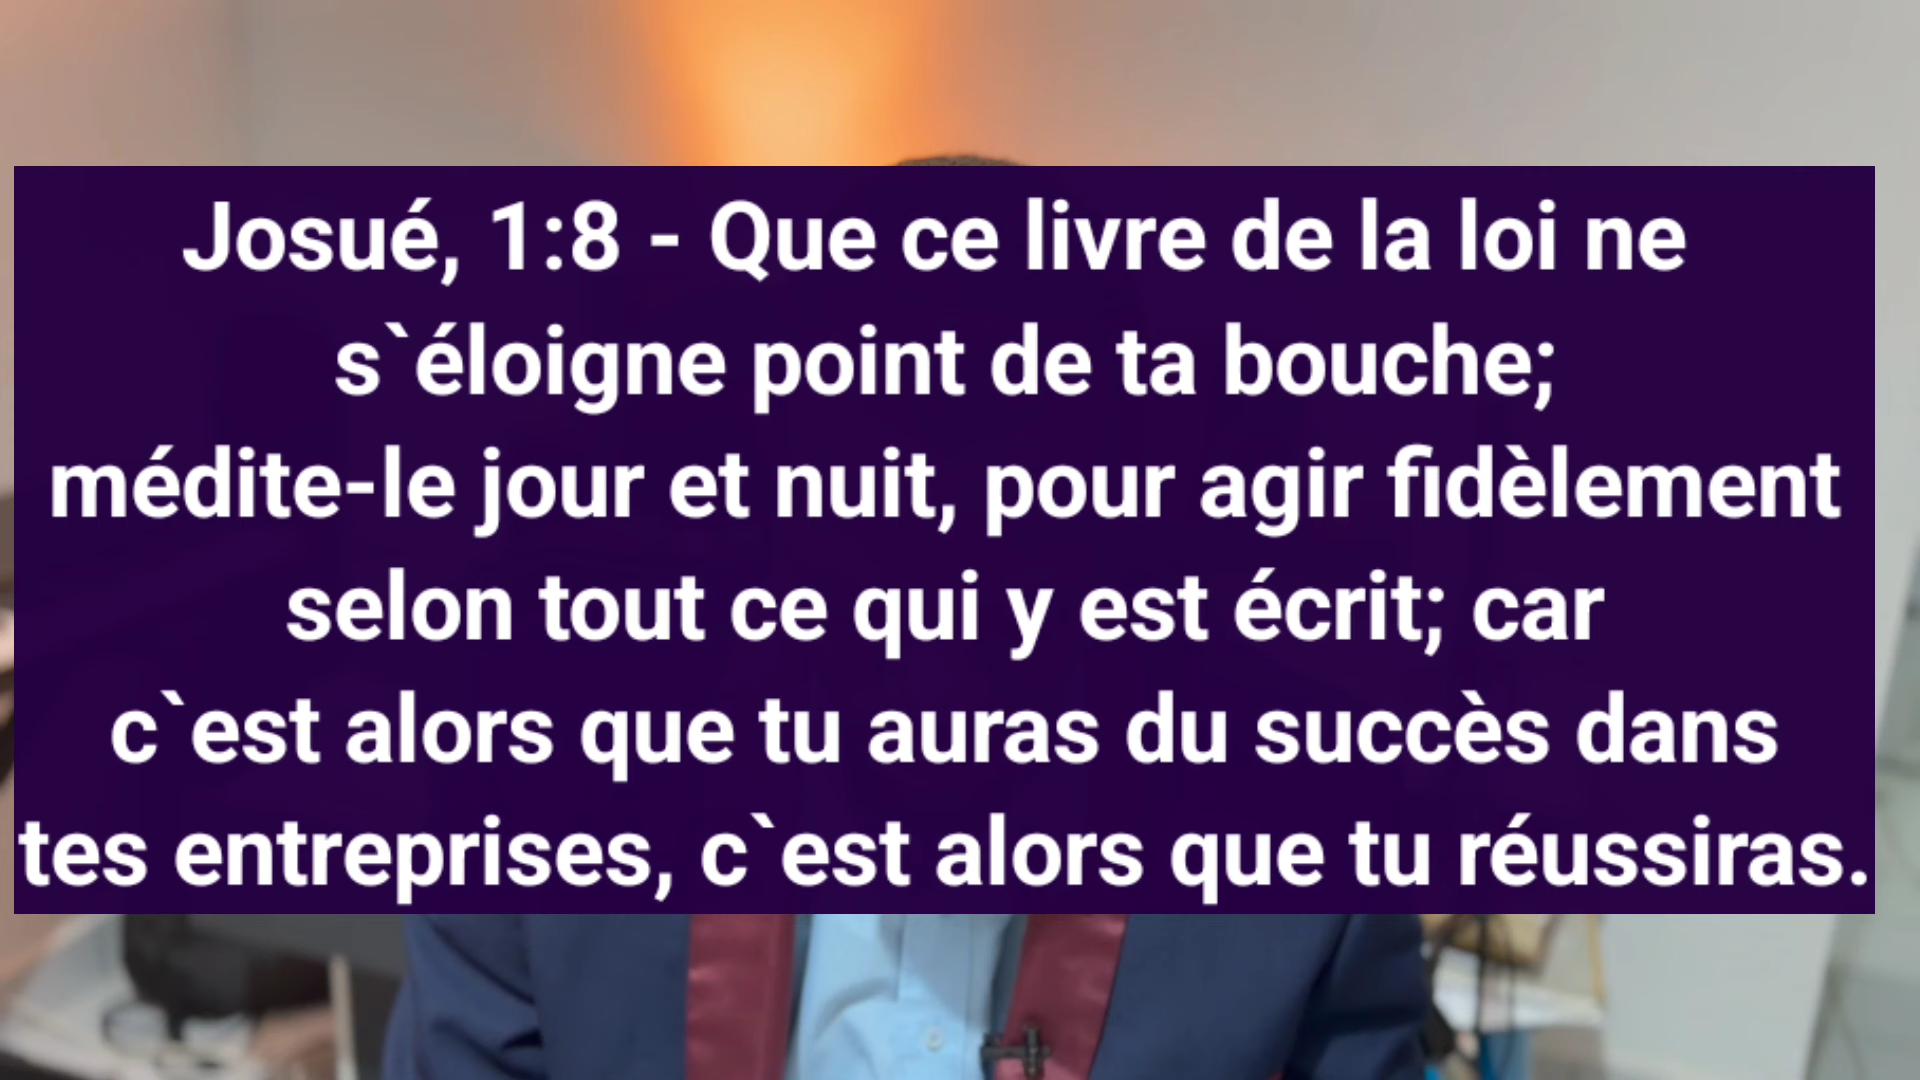 Josué, 1:8 - Que ce livre de la loi ne
s`éloigne point de ta bouche;
médite-le jour et nuit, pour agir fidèlement
selon tout ce qui y est écrit; car
c`est alors que tu auras du succès dans
tes entreprises, c`est alors que tu réussiras.